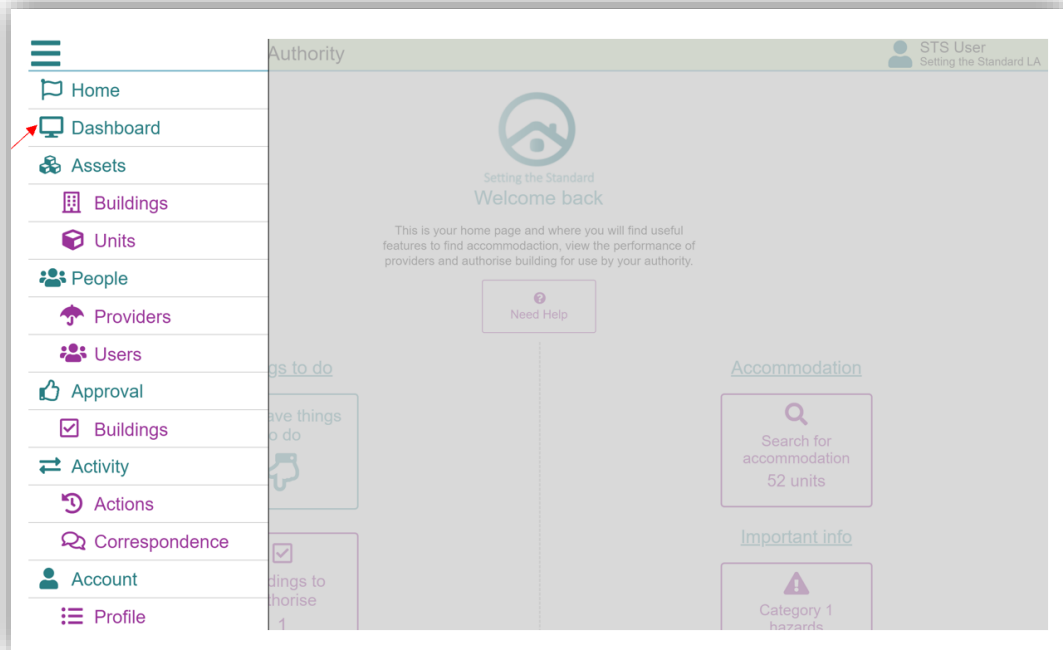 Authority
STS User
Setting the Standard LA
Home
Dashboard
Assets
Buildings
Units
People
Providers
Users
Approval
Buildings
Activity
Actions
Correspondence
Account
Profile
Setting the Standard
Welcome back
This is your home page and where you will find useful
features to find accommodaction, view the performance of
providers and authorise building for use by your authority.
Need Help
gs to do
ave things
o do
dings to
thorise
1
Accommodation
Search for
accommodation
52 units
Important info
Category 1
hazards